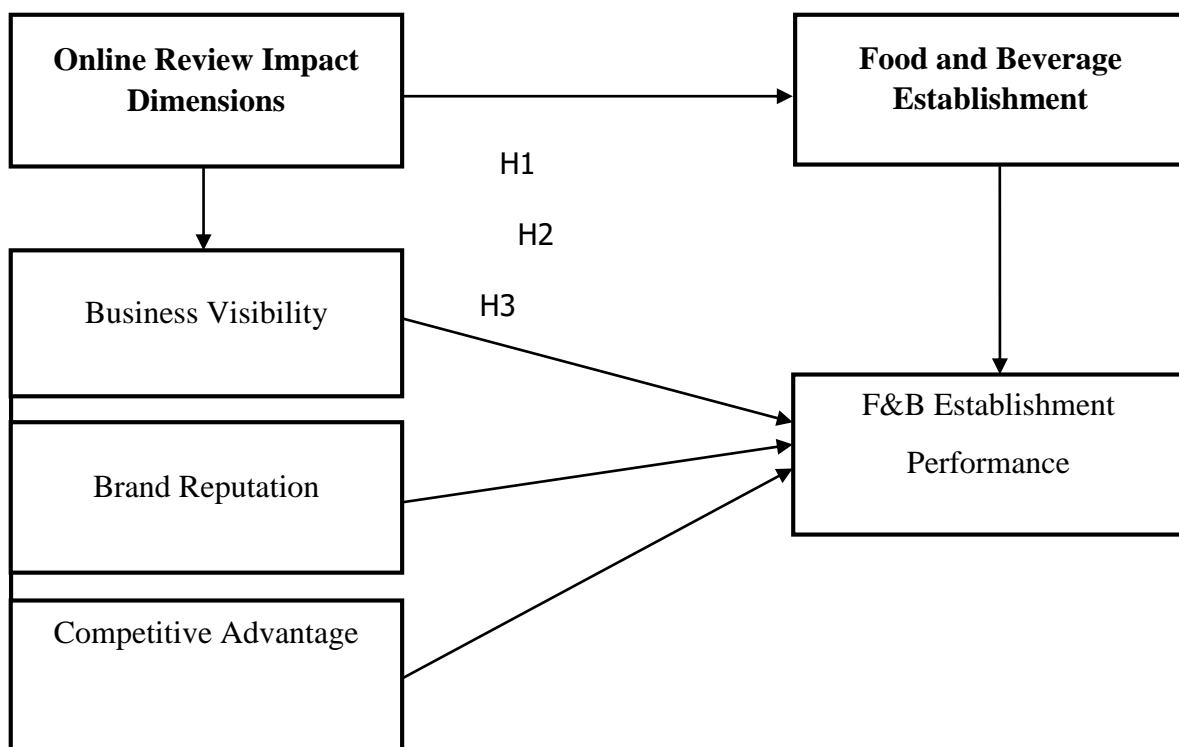 Online Review Impact
Dimensions
Food and Beverage
Establishment
H1
H2
H3
Business Visibility
F&B Establishment
Performance
Brand Reputation
Competitive Advantage